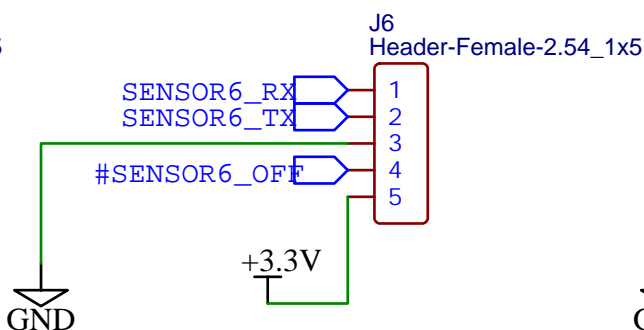 J6
Header-Female-2.54_1x5
SENSOR6_RX
1
SENSOR6_TX
2
3
#SENSOR6_OFF
4
5
+3.3V
GND